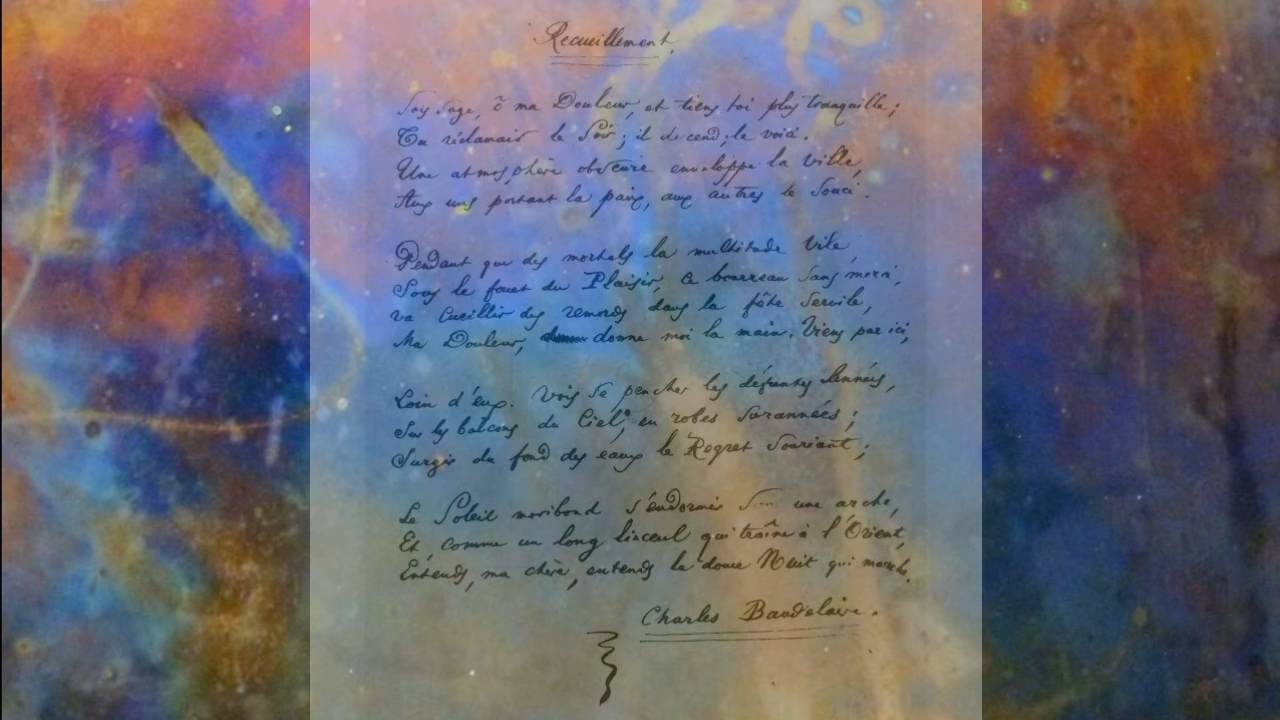 Recueillement.
Sois sage, ô ma Douleur, et tiens toi plus tranquille ;
Tu réclamais le Soir ; il descend ; le voici.
Une atmosphère obscure enveloppe la ville,
Aux uns portant la paix, aux autres le souci.
Pendant que des mortels la multitude vile,
Sous le fouet du Plaisir, ce bourreau sans merci,
va cueillir des remords dans la fête servile,
Ma Douleur, donne moi la main. Viens par ici,
Loin d'eux. Vois se pencher les défuntes Années,
Sur les balcons du Ciel, en robes surannées ;
Surgir du fond des eaux le Regret souriant ;
Le Soleil moribond s'endormir sous une arche,
Et, comme un long linceul qui traîne à l'Orient,
Entends, ma chère, entends la douce Nuit qui marche.
Charles Baudelaire.